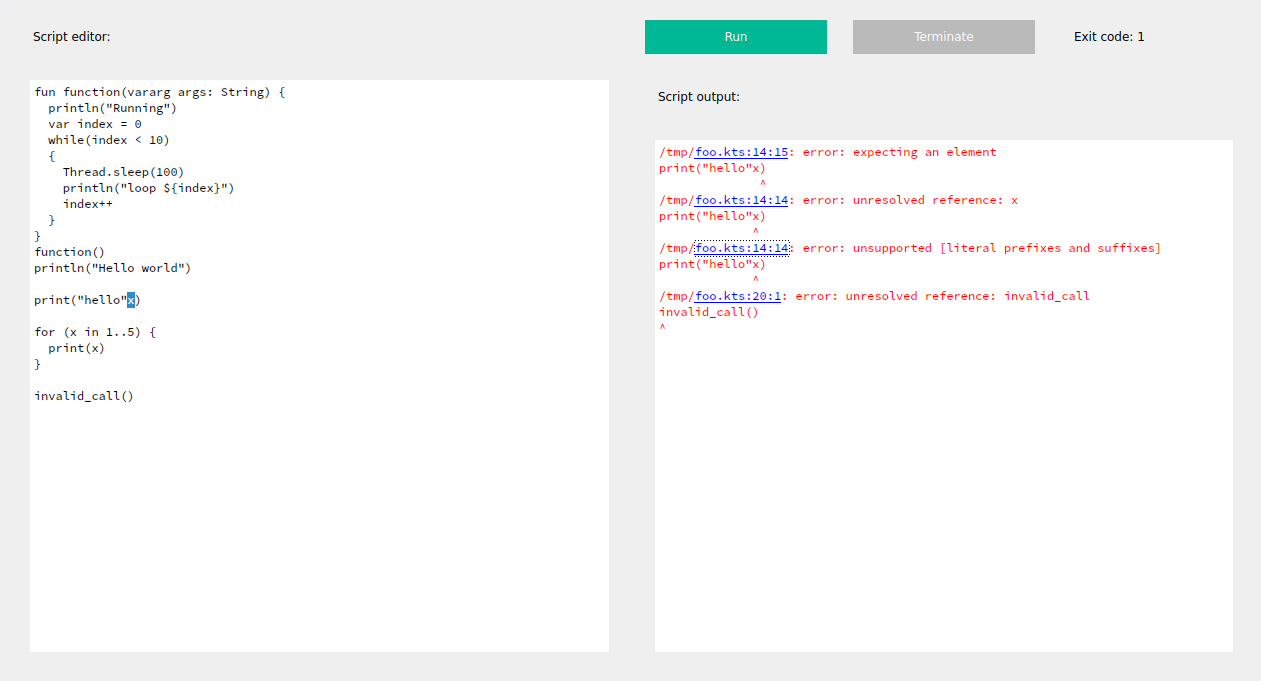 Script editor:
Run
Terminate
Exit code: 1
fun function(vararg args: String) {
  println("Running")
  var index = 0
  while(index < 10)
  {
    Thread.sleep(100)
    println("loop ${index}")
    index++
  }
}
function()
println("Hello world")

print("hello"x)

for (x in 1..5) {
  print(x)
}

invalid_call()
Script output:
/tmp/foo.kts:14:15: error: expecting an element
print("hello"x)
              ^
/tmp/foo.kts:14:14: error: unresolved reference: x
print("hello"x)
             ^
/tmp/foo.kts:14:14: error: unsupported [literal prefixes and suffixes]
print("hello"x)
             ^
/tmp/foo.kts:20:1: error: unresolved reference: invalid_call
invalid_call()
^